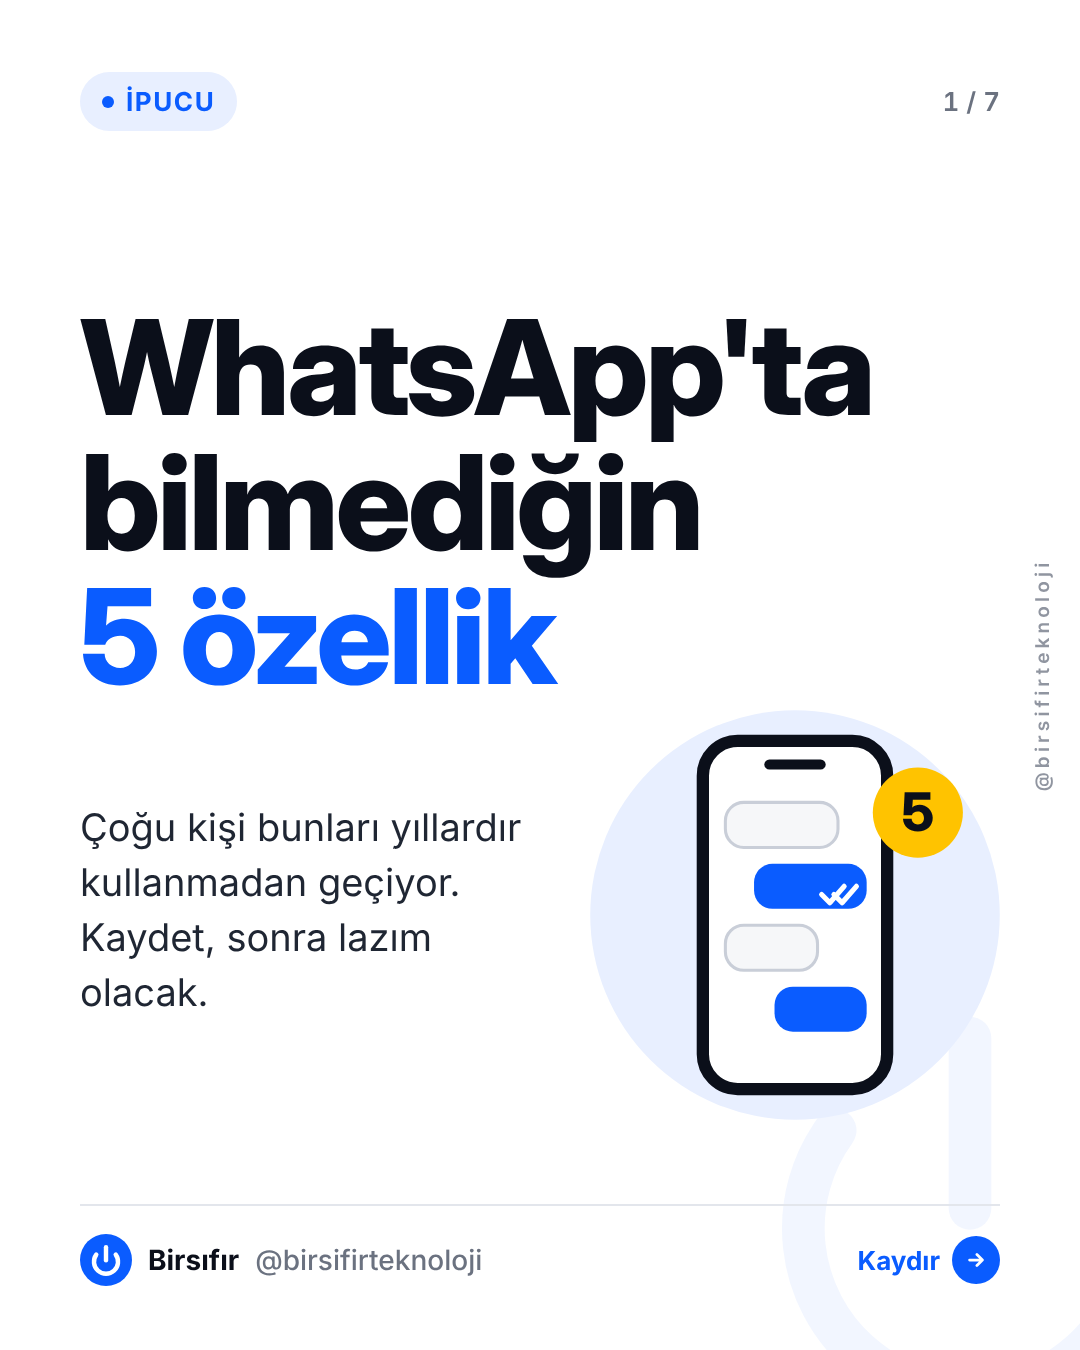 İPUCU
1 / 7
WhatsApp'ta
bilmediğin
5 özellik
Çoğu kişi bunları yıllardır
kullanmadan geçiyor.
Kaydet, sonra lazım
olacak.
5
@birsifirteknoloji
Birsıfır @birsifirteknoloji
Kaydır